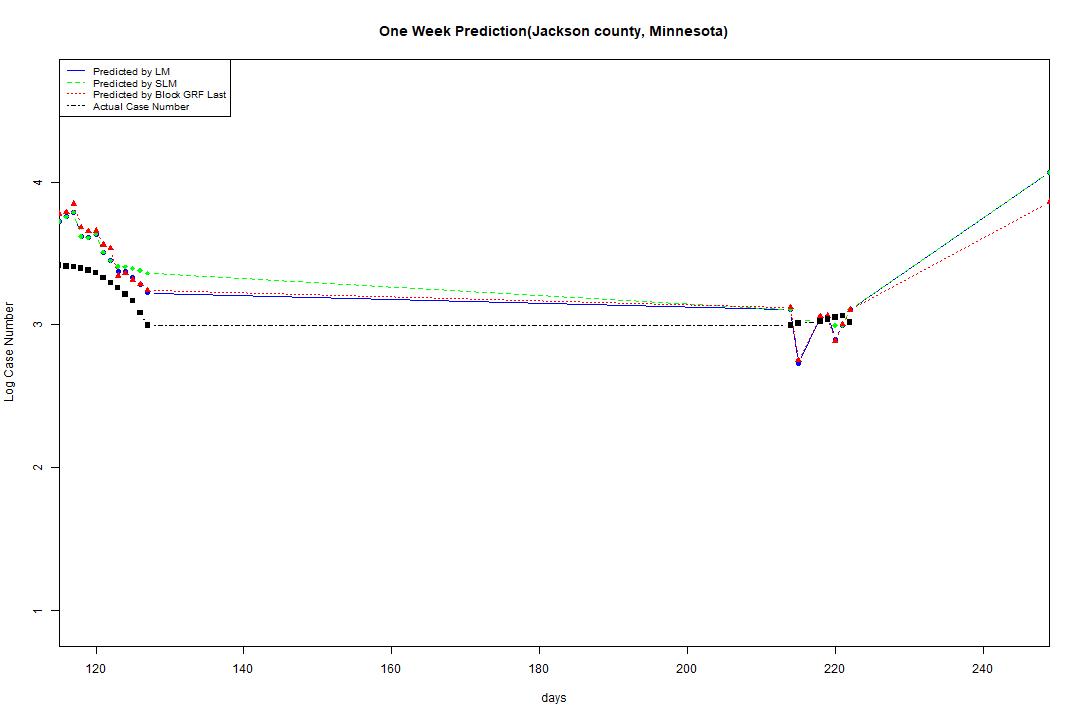 One Week Prediction(Jackson county, Minnesota)
Predicted by LM
Predicted by SLM
Predicted by Block GRF Last
Actual Case Number
4
3
2
1
Log Case Number
120 140 160 180 200 220 240
days